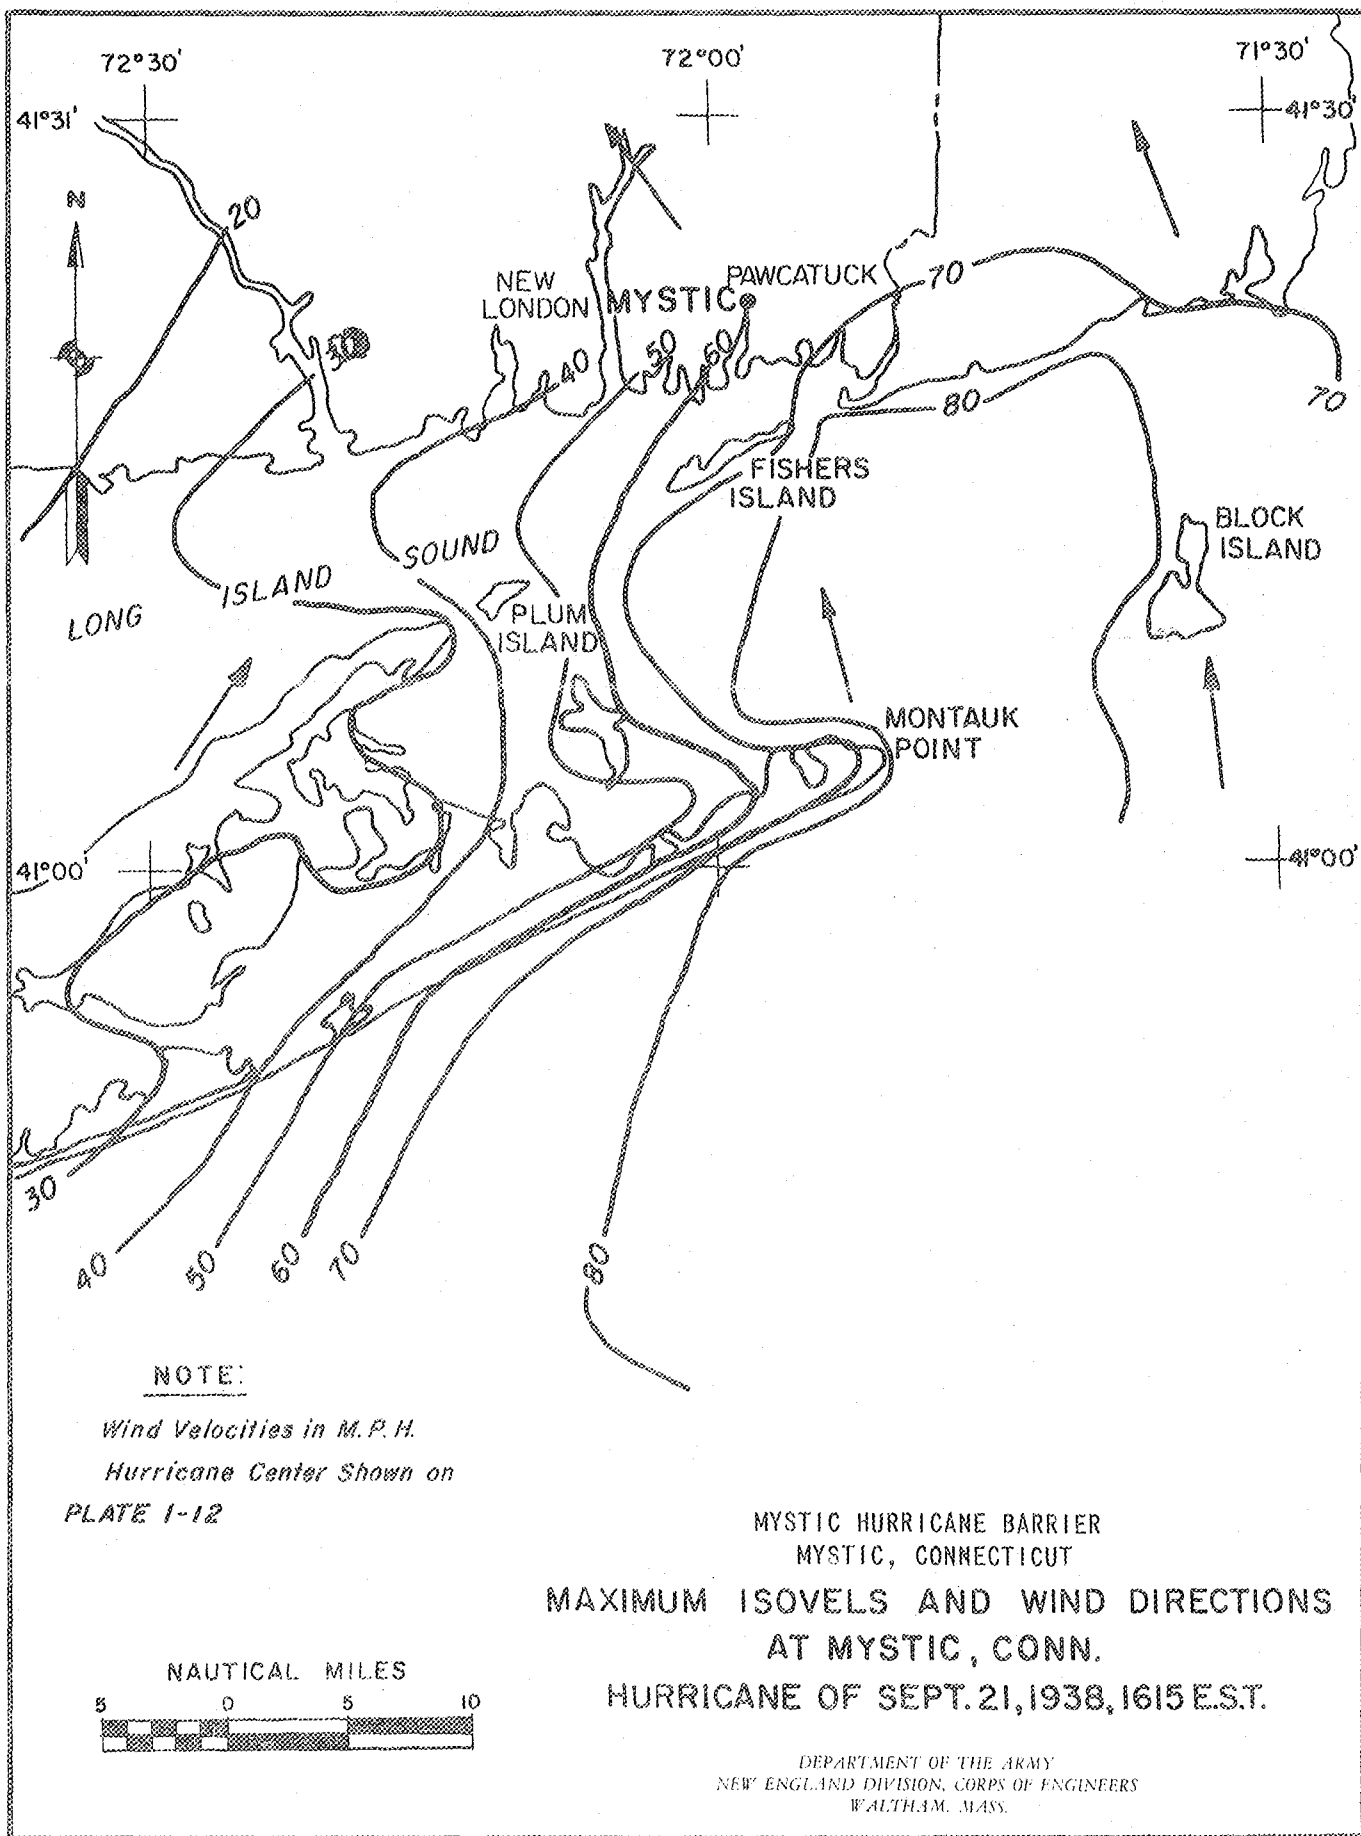 72°30'
72°00'
71°30'
41°31'
41°30'
N
20
NEW
LONDON
MYSTIC
PAWCATUCK
70
30
40
50
60
80
70
FISHERS
ISLAND
BLOCK
ISLAND
LONG ISLAND SOUND
PLUM
ISLAND
MONTAUK
POINT
41°00'
41°00'
30
40
50
60
70
80
NOTE:
Wind Velocities in M.P.H.
Hurricane Center Shown on
PLATE 1-12
MYSTIC HURRICANE BARRIER
MYSTIC, CONNECTICUT
MAXIMUM ISOVELS AND WIND DIRECTIONS
AT MYSTIC, CONN.
HURRICANE OF SEPT. 21, 1938, 1615 E.S.T.
NAUTICAL MILES
5 0 5 10
DEPARTMENT OF THE ARMY
NEW ENGLAND DIVISION, CORPS OF ENGINEERS
WALTHAM, MASS.